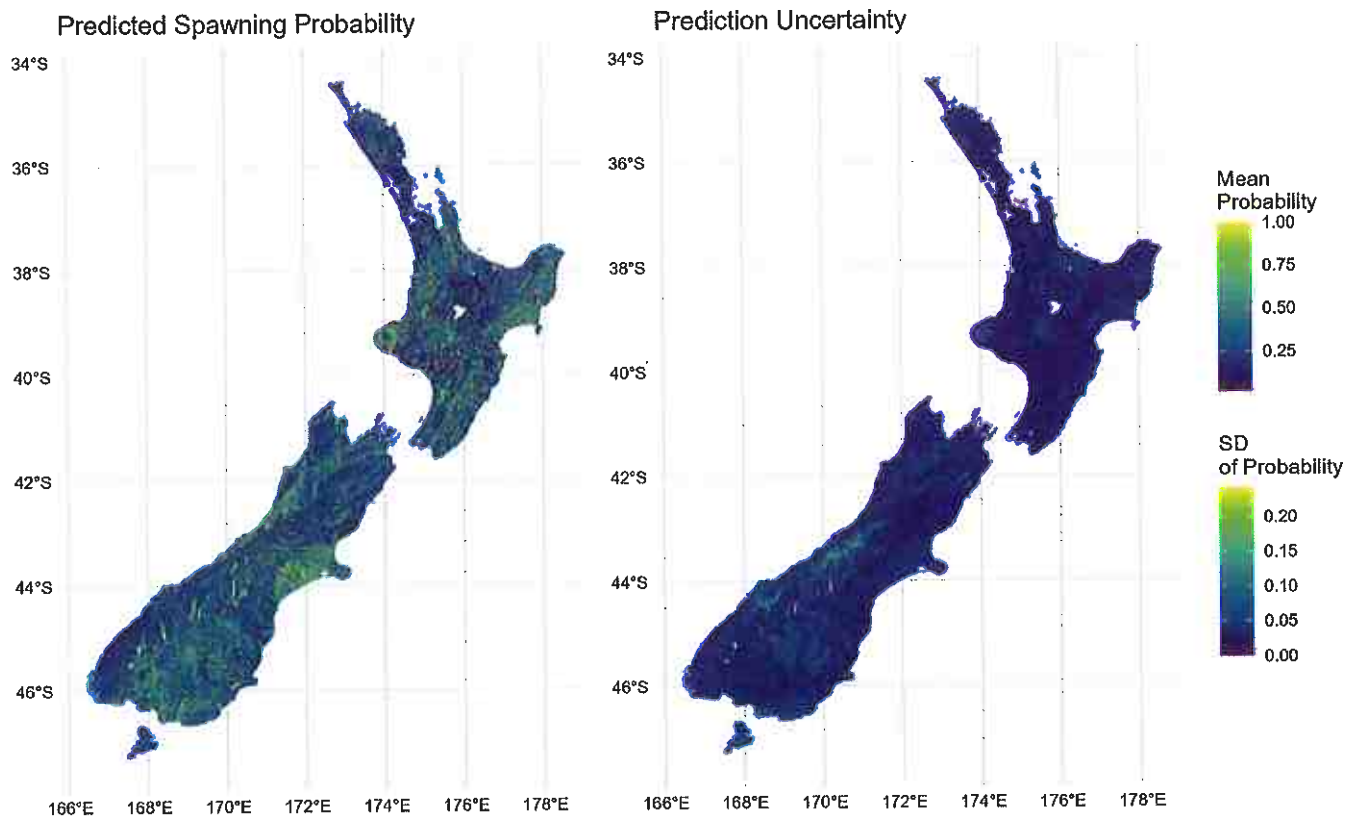 Predicted Spawning Probability
Prediction Uncertainty
34°S
36°S
38°S
40°S
42°S
44°S
46°S
166°E
168°E
170°E
172°E
174°E
176°E
178°E
34°S
36°S
38°S
40°S
42°S
44°S
46°S
166°E
168°E
170°E
172°E
174°E
176°E
178°E
Mean
Probability
1.00
0.75
0.50
0.25
SD
of Probability
0.20
0.15
0.10
0.05
0.00